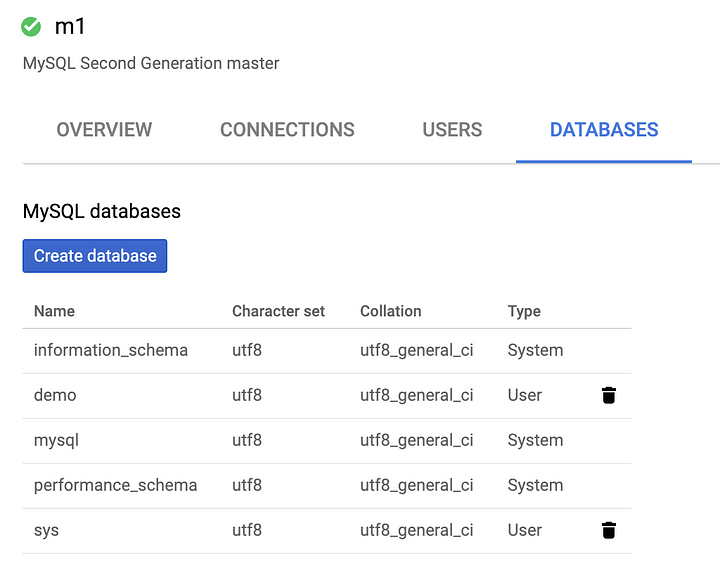 m1
MySQL Second Generation master
OVERVIEW CONNECTIONS USERS DATABASES
MySQL databases
Create database
Name Character set Collation Type
information_schema utf8 utf8_general_ci System
demo utf8 utf8_general_ci User
mysql utf8 utf8_general_ci System
performance_schema utf8 utf8_general_ci System
sys utf8 utf8_general_ci User